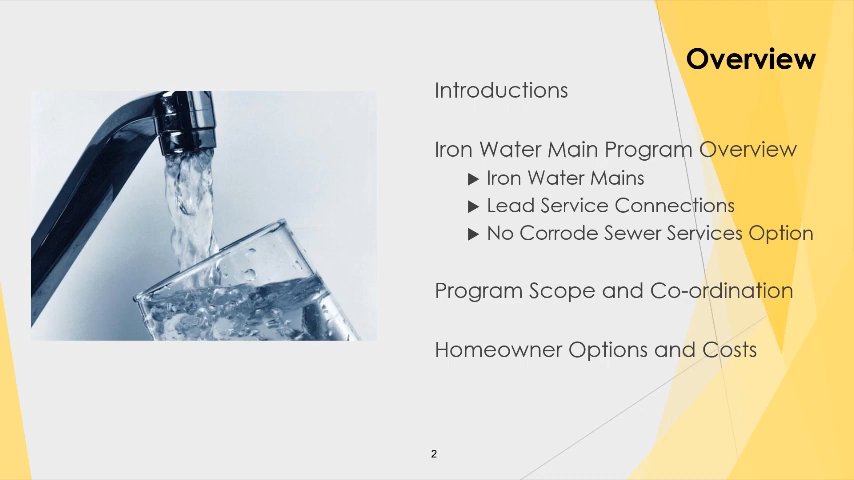 Overview
Introductions
Iron Water Main Program Overview
▶ Iron Water Mains
▶ Lead Service Connections
▶ No Corrode Sewer Services Option
Program Scope and Co-ordination
Homeowner Options and Costs
2